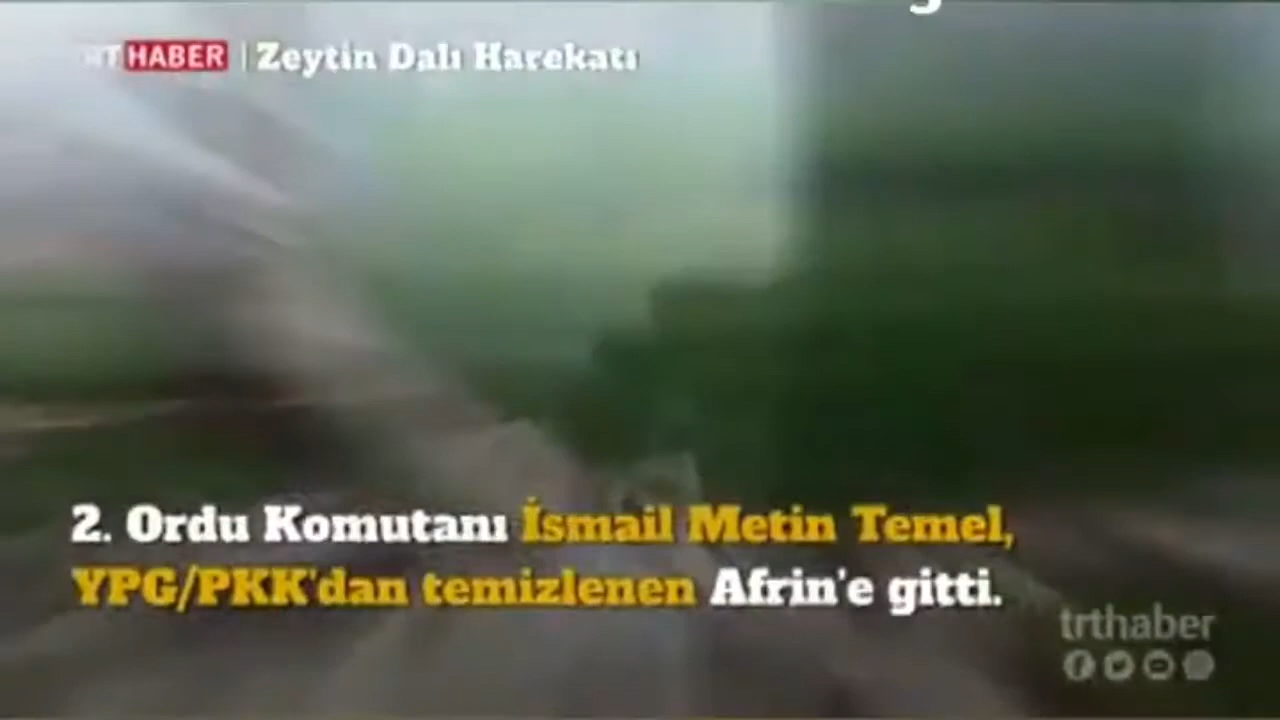 HABER | Zeytin Dalı Harekatı
2. Ordu Komutanı İsmail Metin Temel,
YPG/PKK'dan temizlenen Afrin'e gitti.
trthaber